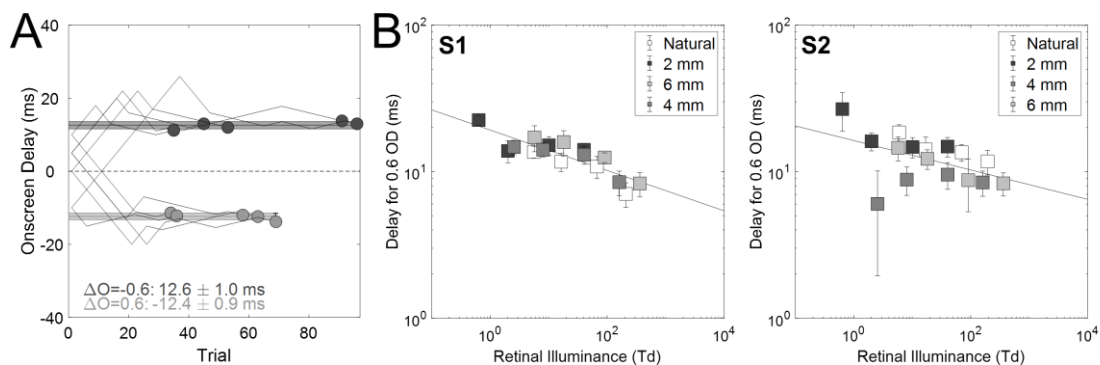 A
Onscreen Delay (ms)
40
20
0
-20
-40
ΔO=-0.6: 12.6 ± 1.0 ms
ΔO=0.6: -12.4 ± 0.9 ms
0 20 40 60 80
Trial
B
S1
Delay for 0.6 OD (ms)
10²
10¹
10⁰
Natural
2 mm
6 mm
4 mm
10⁰ 10² 10⁴
Retinal Illuminance (Td)
S2
Delay for 0.6 OD (ms)
10²
10¹
10⁰
Natural
2 mm
4 mm
6 mm
10⁰ 10² 10⁴
Retinal Illuminance (Td)